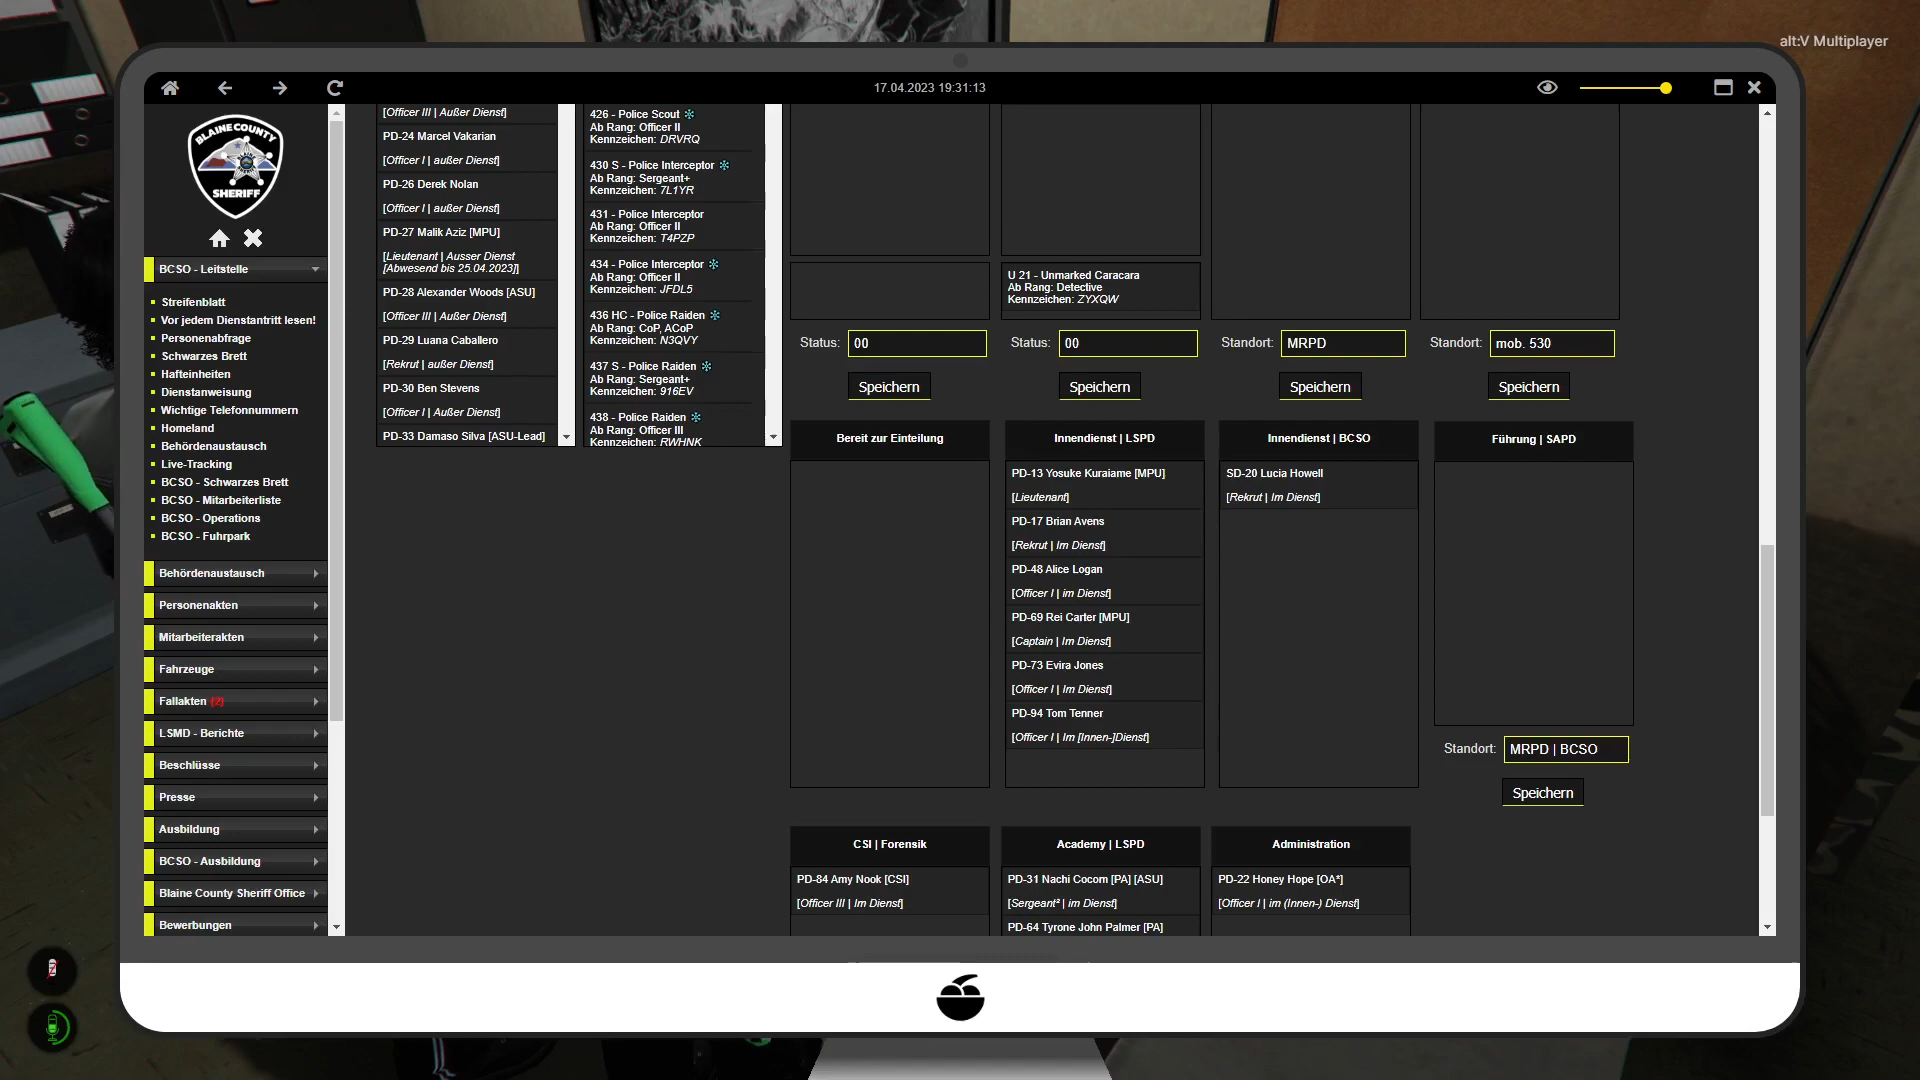 alt:V Multiplayer
17.04.2023 19:31:13
BLAINE COUNTY
SHERIFF
BCSO - Leitstelle
Streifenblatt
Vor jedem Dienstantritt lesen!
Personenabfrage
Schwarzes Brett
Hafteinheiten
Dienstanweisung
Wichtige Telefonnummern
Homeland
Behördenaustausch
Live-Tracking
BCSO - Schwarzes Brett
BCSO - Mitarbeiterliste
BCSO - Operations
BCSO - Fuhrpark
Behördenaustausch
Personenakten
Mitarbeiterakten
Fahrzeuge
Fallakten (2)
LSMD - Berichte
Beschlüsse
Presse
Ausbildung
BCSO - Ausbildung
Blaine County Sheriff Office
Bewerbungen
[Officer III | Außer Dienst]
PD-24 Marcel Vakarian
[Officer I | außer Dienst]
PD-26 Derek Nolan
[Officer I | außer Dienst]
PD-27 Malik Aziz [MPU]
[Lieutenant | Ausser Dienst
[Abwesend bis 25.04.2023]]
PD-28 Alexander Woods [ASU]
[Officer III | Außer Dienst]
PD-29 Luana Caballero
[Rekrut | außer Dienst]
PD-30 Ben Stevens
[Officer I | Außer Dienst]
PD-33 Damaso Silva [ASU-Lead]
426 - Police Scout
Ab Rang: Officer II
Kennzeichen: DRVRQ
430 S - Police Interceptor
Ab Rang: Sergeant+
Kennzeichen: 7L1YR
431 - Police Interceptor
Ab Rang: Officer II
Kennzeichen: T4PZP
434 - Police Interceptor
Ab Rang: Officer II
Kennzeichen: JFDL5
436 HC - Police Raiden
Ab Rang: CoP, ACoP
Kennzeichen: N3QVY
437 S - Police Raiden
Ab Rang: Sergeant+
Kennzeichen: 916EV
438 - Police Raiden
Ab Rang: Officer III
Kennzeichen: RWHNK
U 21 - Unmarked Caracara
Ab Rang: Detective
Kennzeichen: ZYXQW
Status: 00
Status: 00
Standort: MRPD
Standort: mob. 530
Speichern
Speichern
Speichern
Speichern
Bereit zur Einteilung
Innendienst | LSPD
PD-13 Yosuke Kuraiame [MPU]
[Lieutenant]
PD-17 Brian Avens
[Rekrut | Im Dienst]
PD-48 Alice Logan
[Officer I | im Dienst]
PD-69 Rei Carter [MPU]
[Captain | Im Dienst]
PD-73 Evira Jones
[Officer I | Im Dienst]
PD-94 Tom Tenner
[Officer I | Im [Innen-]Dienst]
Innendienst | BCSO
SD-20 Lucia Howell
[Rekrut | Im Dienst]
Führung | SAPD
Standort: MRPD | BCSO
Speichern
CSI | Forensik
PD-84 Amy Nook [CSI]
[Officer III | Im Dienst]
Academy | LSPD
PD-31 Nachi Cocorn [PA] [ASU]
[Sergeant² | im Dienst]
PD-64 Tyrone John Palmer [PA]
Administration
PD-22 Honey Hope [OA*]
[Officer I | im (Innen-) Dienst]